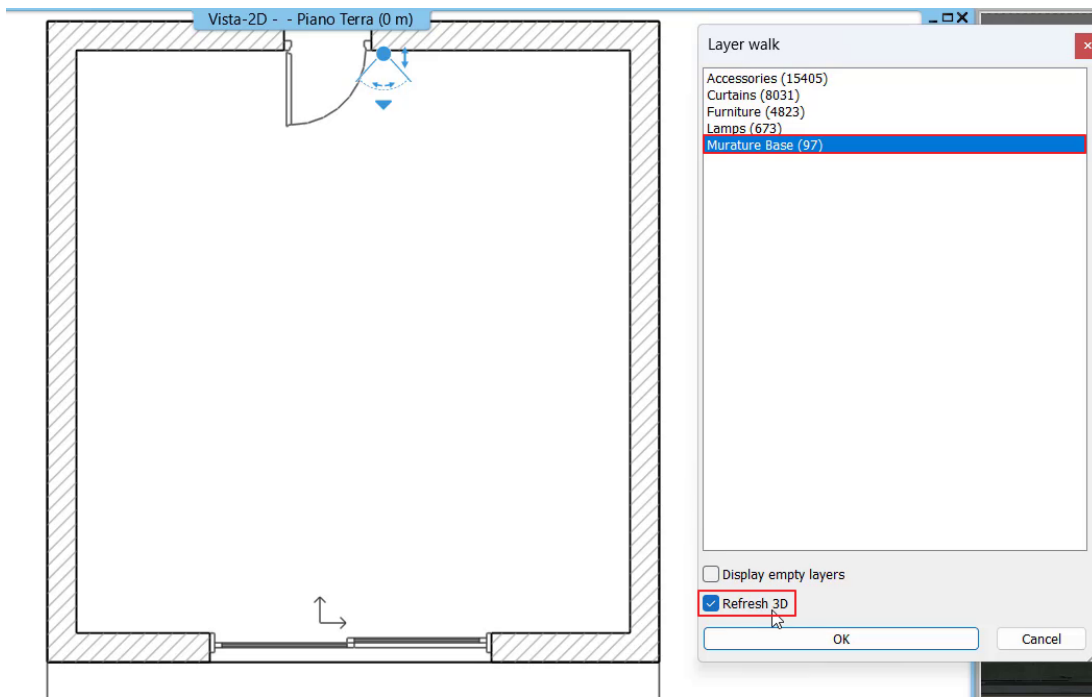 Vista-2D - - Piano Terra (0 m)
Layer walk
Accessories (15405)
Curtains (8031)
Furniture (4823)
Lamps (673)
Murature Base (97)
Display empty layers
Refresh 3D
OK
Cancel